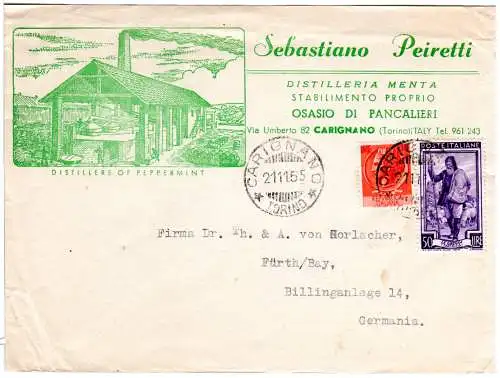 Sebastiano Peiretti
DISTILLERIA MENTA
STABILIMENTO PROPRIO
OSASIO DI PANCALIERI
Via Umberto 82 CARIGNANO (Torino) ITALY Tel. 961 243
DISTILLERS OF PEPPERMINT
CARIGNANO
21.11.55
* TORINO *
POSTE ITALIANE
50 LIRE
Firma Dr. Th. & A. von Horlacher,
Fürth/Bay,
Billinganlage 14,
Germania.